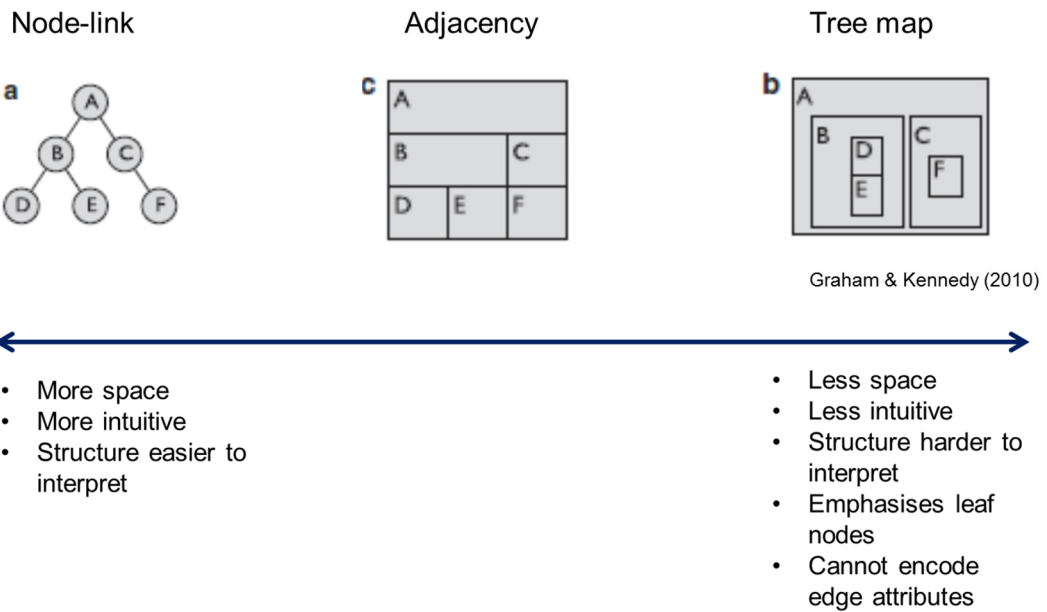 Node-link
Adjacency
Tree map
a
A
B
C
D
E
F
c
A
B
C
D
E
F
b
A
B
D
E
C
F
Graham & Kennedy (2010)
• More space
• More intuitive
• Structure easier to
interpret
• Less space
• Less intuitive
• Structure harder to
interpret
• Emphasises leaf
nodes
• Cannot encode
edge attributes